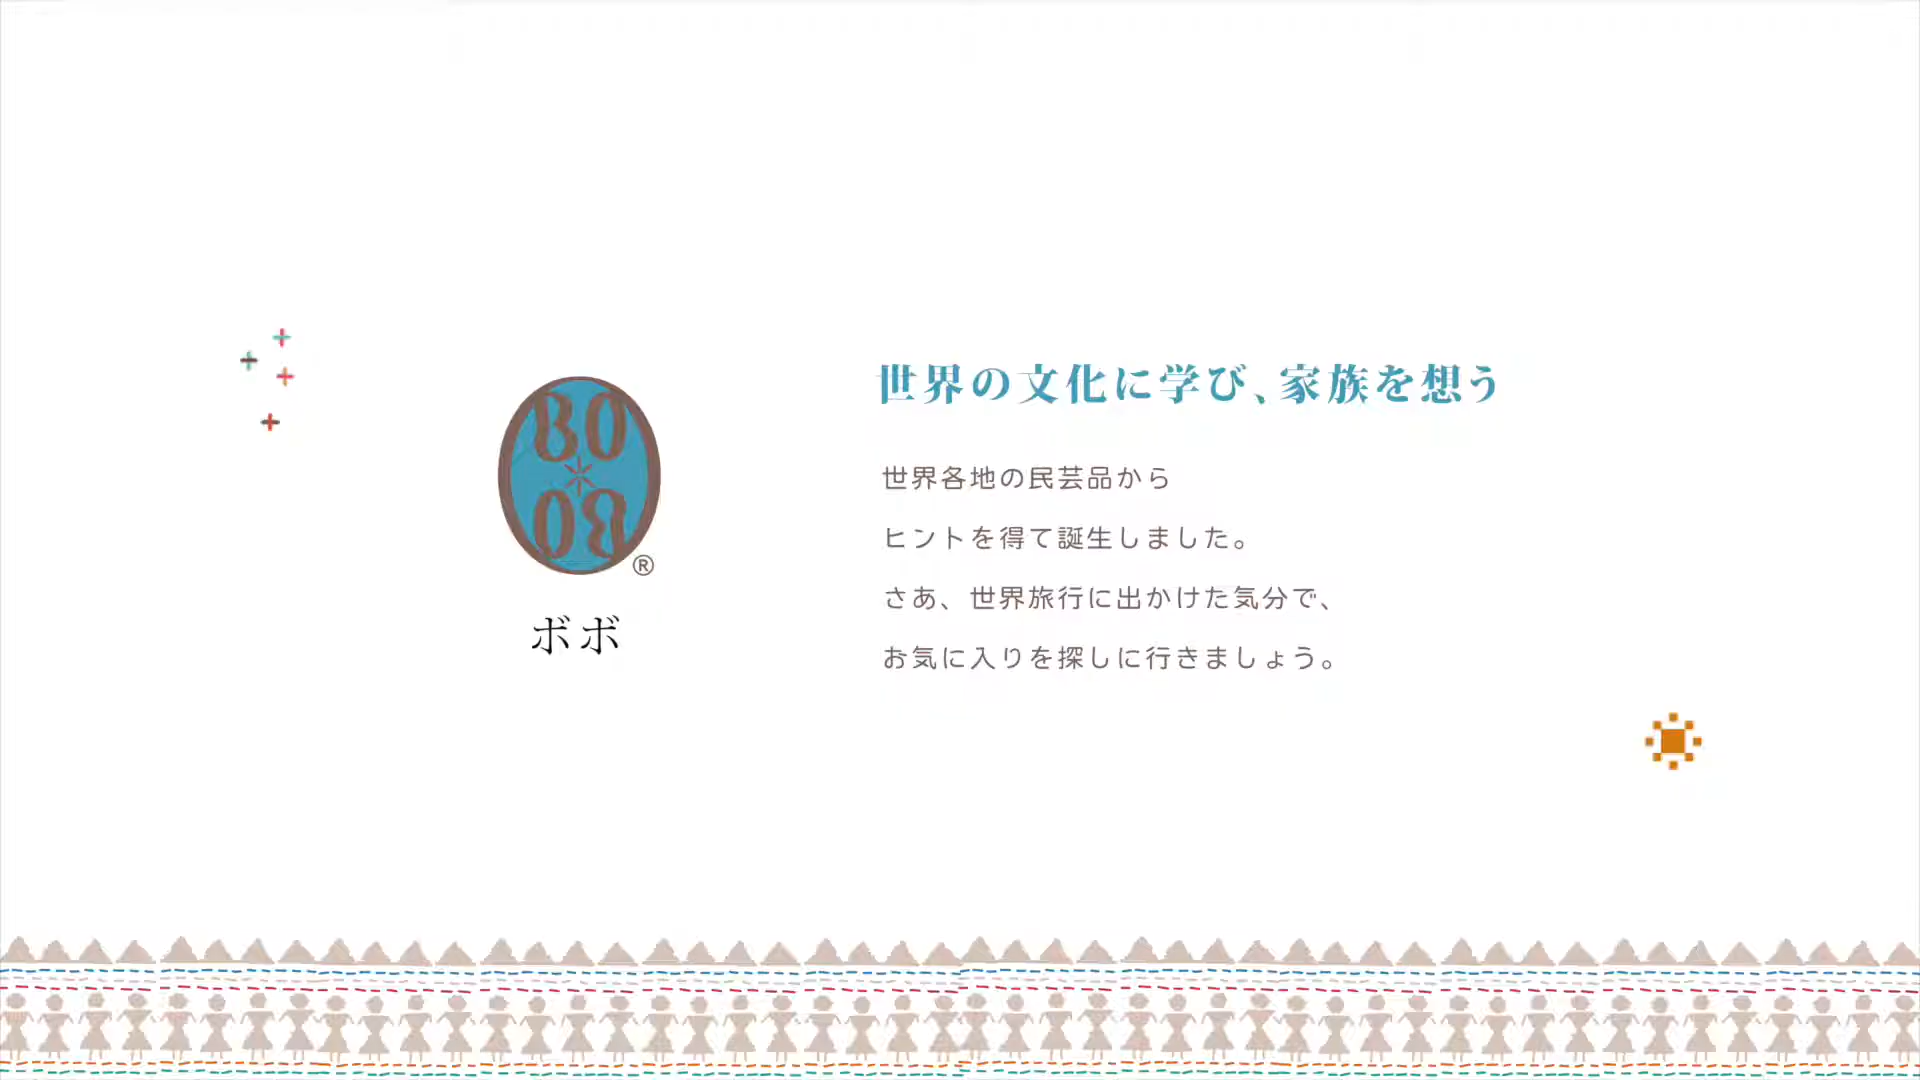 BO
BO
®
ボボ
世界の文化に学び、家族を想う
世界各地の民芸品から
ヒントを得て誕生しました。
さあ、世界旅行に出かけた気分で、
お気に入りを探しに行きましょう。